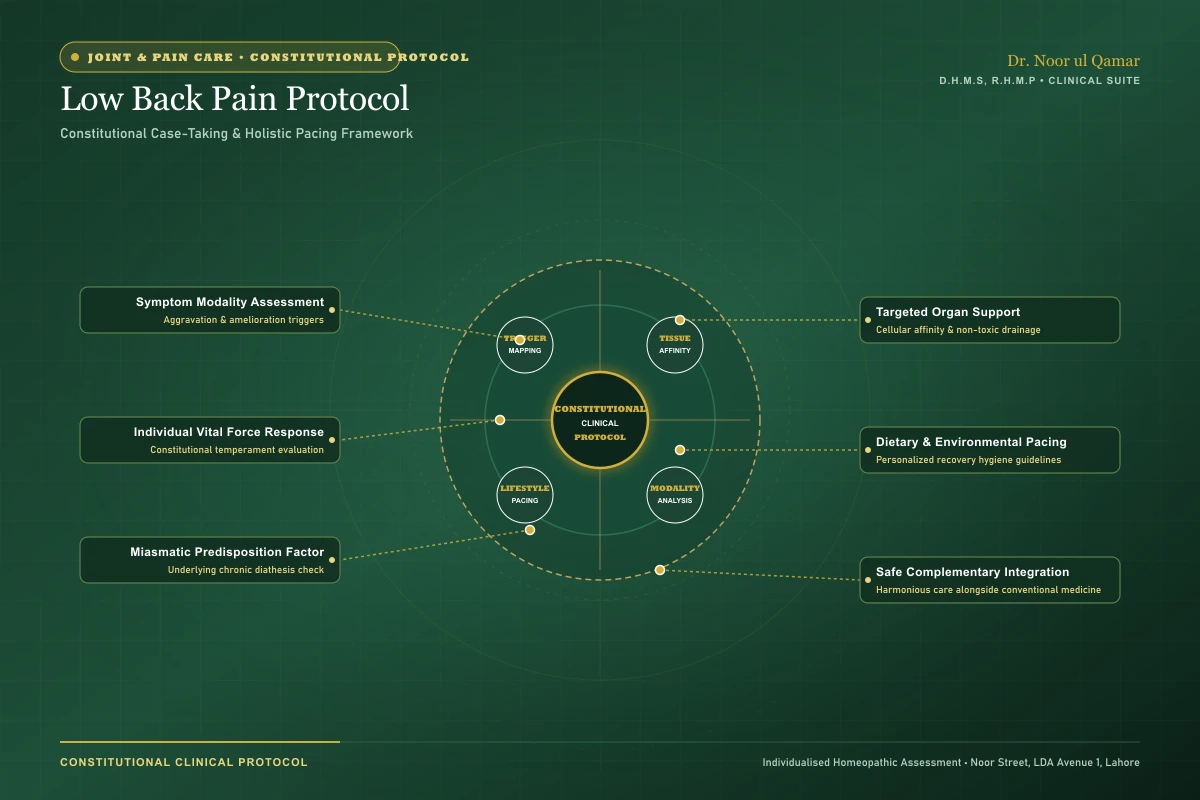 JOINT & PAIN CARE • CONSTITUTIONAL PROTOCOL
Low Back Pain Protocol
Constitutional Case-Taking & Holistic Pacing Framework
Dr. Noor ul Qamar
D.H.M.S, R.H.M.P • CLINICAL SUITE
Symptom Modality Assessment
Aggravation & amelioration triggers
Individual Vital Force Response
Constitutional temperament evaluation
Miasmatic Predisposition Factor
Underlying chronic diathesis check
MAPPING
TISSUE
AFFINITY
CONSTITUTIONAL
CLINICAL
PROTOCOL
LIFESTYLE
PACING
MODALITY
ANALYSIS
Targeted Organ Support
Cellular affinity & non-toxic drainage
Dietary & Environmental Pacing
Personalized recovery hygiene guidelines
Safe Complementary Integration
Harmonious care alongside conventional medicine
CONSTITUTIONAL CLINICAL PROTOCOL
Individualised Homeopathic Assessment • Noor Street, LDA Avenue 1, Lahore